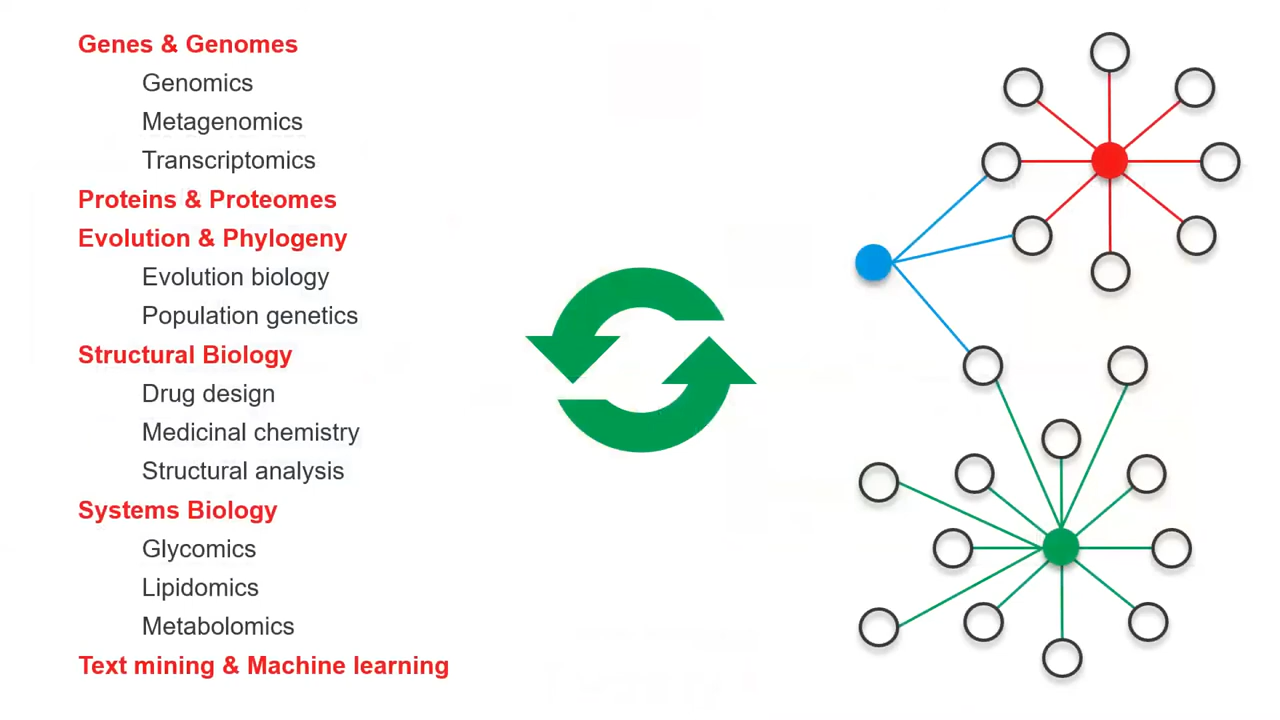 Genes & Genomes
Genomics
Metagenomics
Transcriptomics
Proteins & Proteomes
Evolution & Phylogeny
Evolution biology
Population genetics
Structural Biology
Drug design
Medicinal chemistry
Structural analysis
Systems Biology
Glycomics
Lipidomics
Metabolomics
Text mining & Machine learning